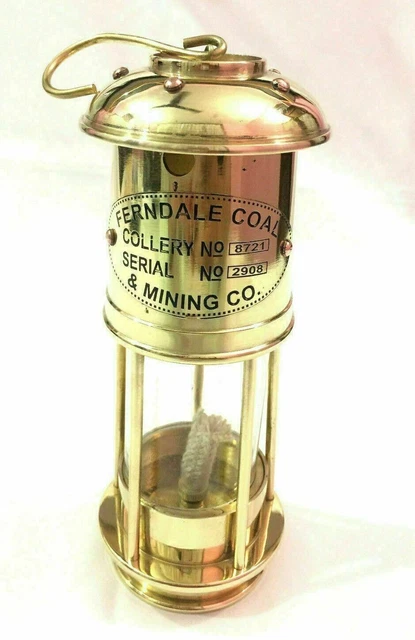 FERNDALE COAL
COLLERY No 8721
SERIAL No 2908
& MINING CO.